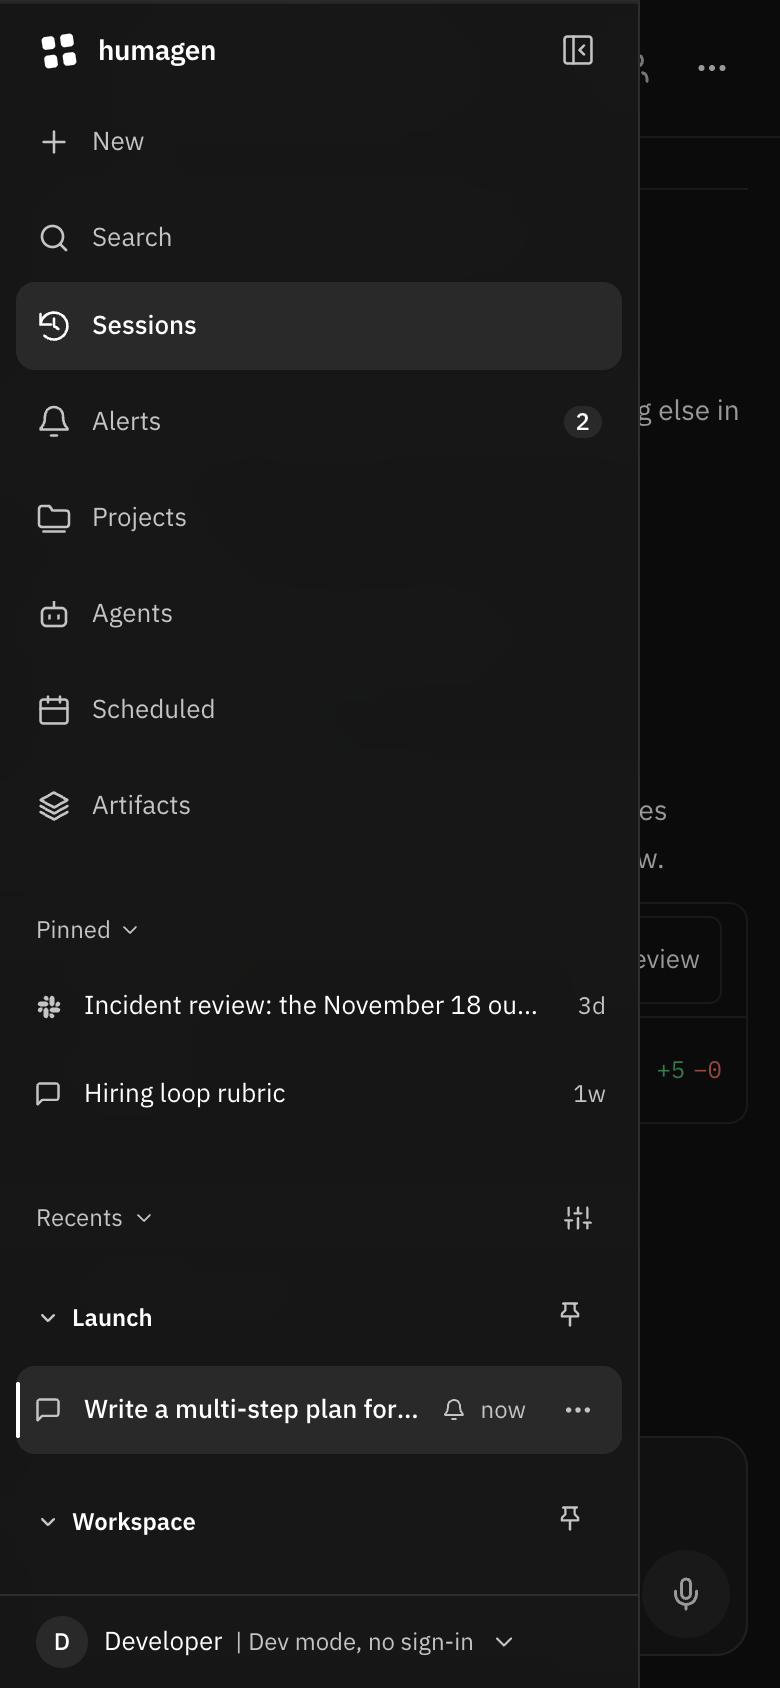 humagen
New
Search
Sessions
Alerts 2
g else in
Projects
Agents
Scheduled
Artifacts
es
w.
Pinned
eview
Incident review: the November 18 ou... 3d
+5 −0
Hiring loop rubric 1w
Recents
Launch
Write a multi-step plan for... now
Workspace
D Developer | Dev mode, no sign-in